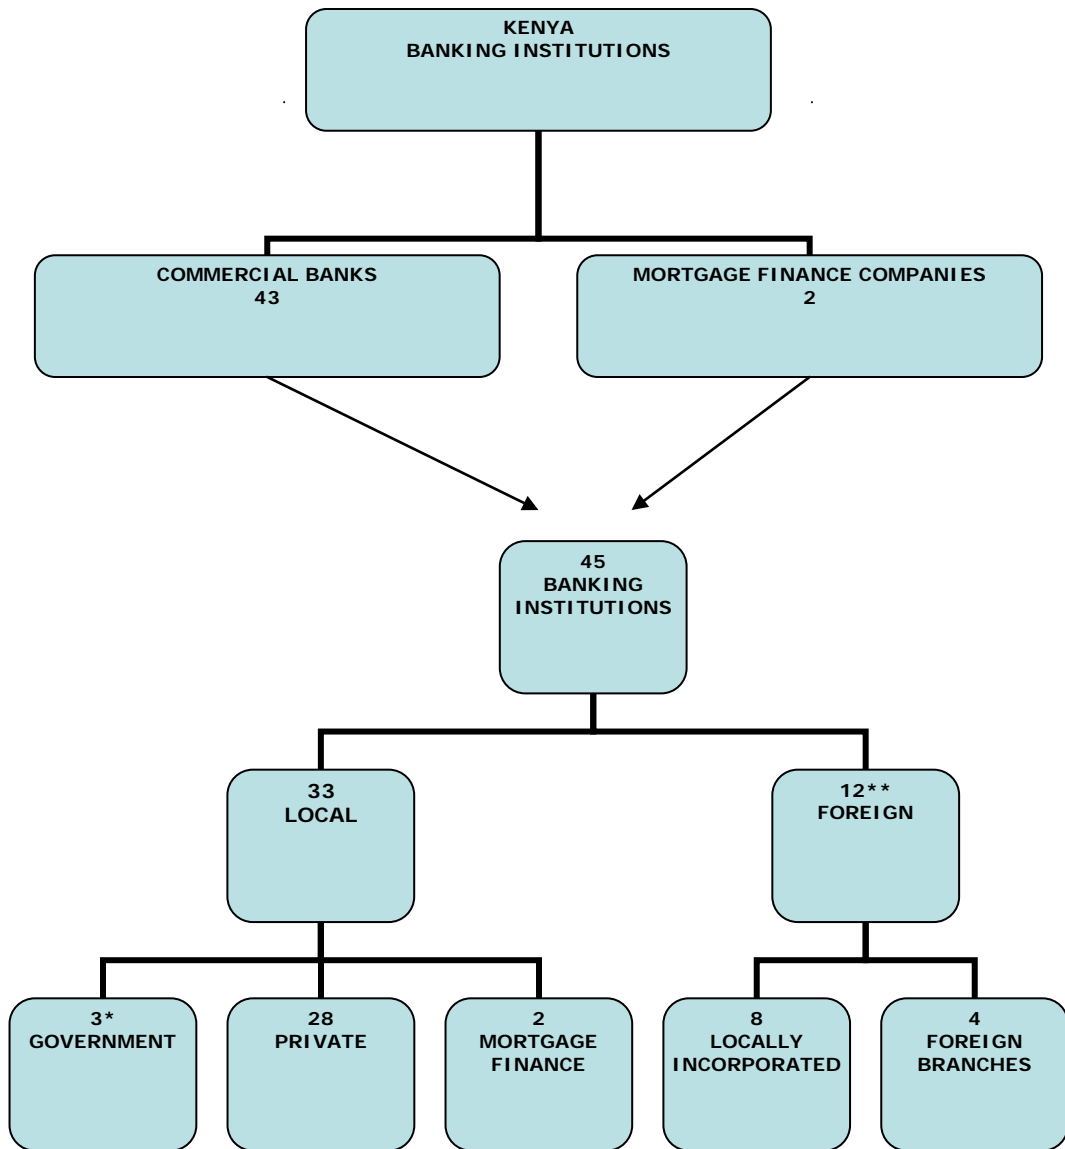 KENYA
BANKING INSTITUTIONS
COMMERCIAL BANKS
43
MORTGAGE FINANCE COMPANIES
2
45
BANKING
INSTITUTIONS
33
LOCAL
12**
FOREIGN
3*
GOVERNMENT
28
PRIVATE
2
MORTGAGE
FINANCE
8
LOCALLY
INCORPORATED
4
FOREIGN
BRANCHES